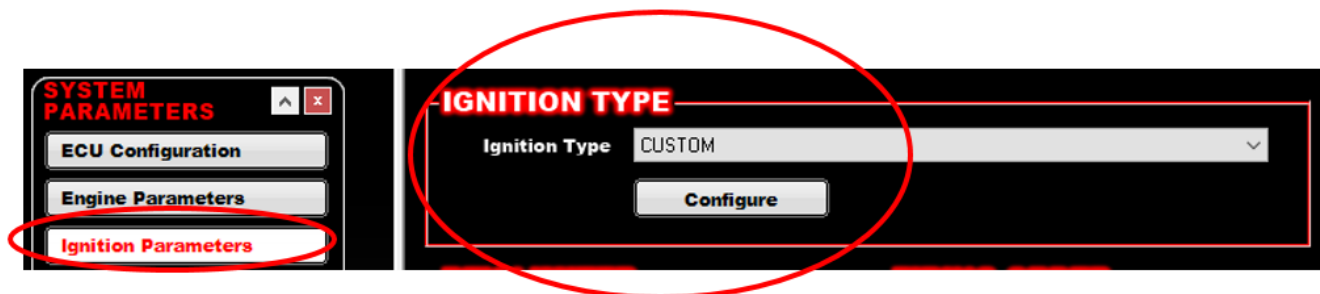 SYSTEM
PARAMETERS
x
ECU Configuration
Engine Parameters
Ignition Parameters
IGNITION TYPE
Ignition Type CUSTOM
Configure